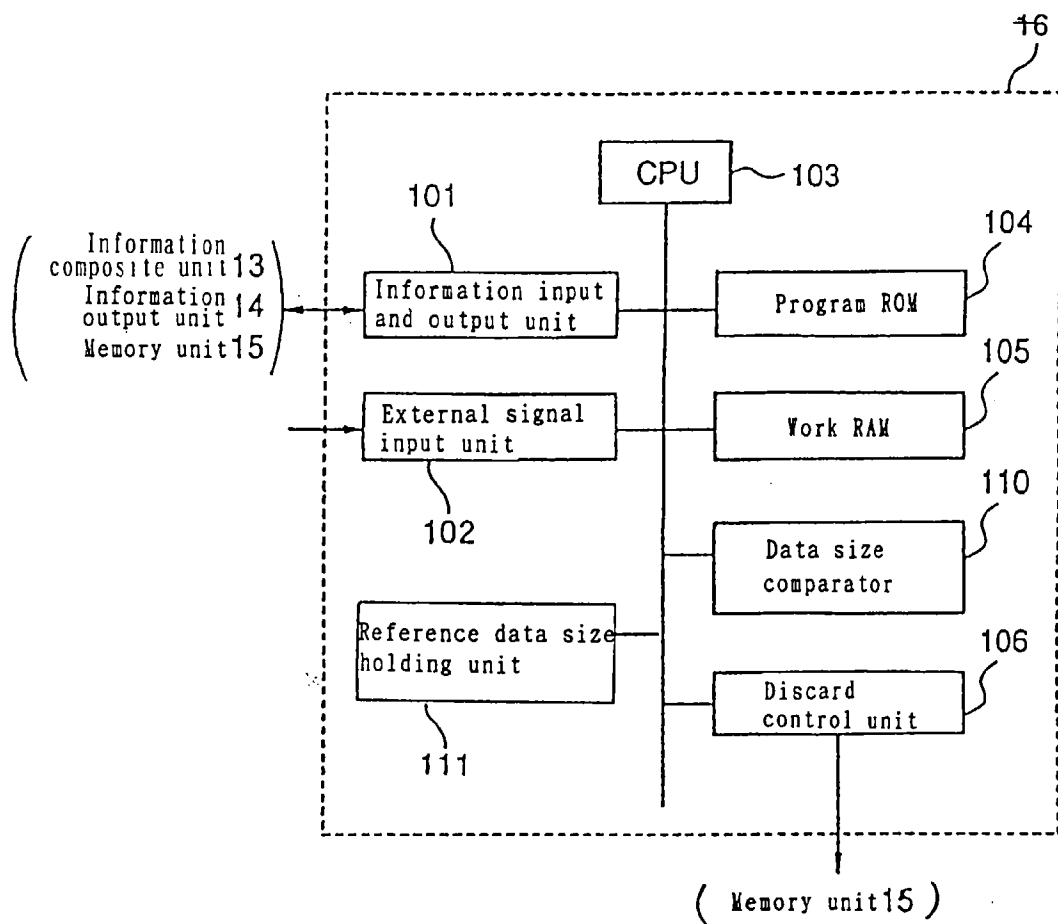 16
CPU
103
101
104
Information
composite unit 13
Information
output unit 14
Memory unit 15
Information input
and output unit
Program ROM
105
External signal
input unit
Work RAM
102
110
Data size
comparator
Reference data size
holding unit
106
Discard
control unit
111
( Memory unit 15 )